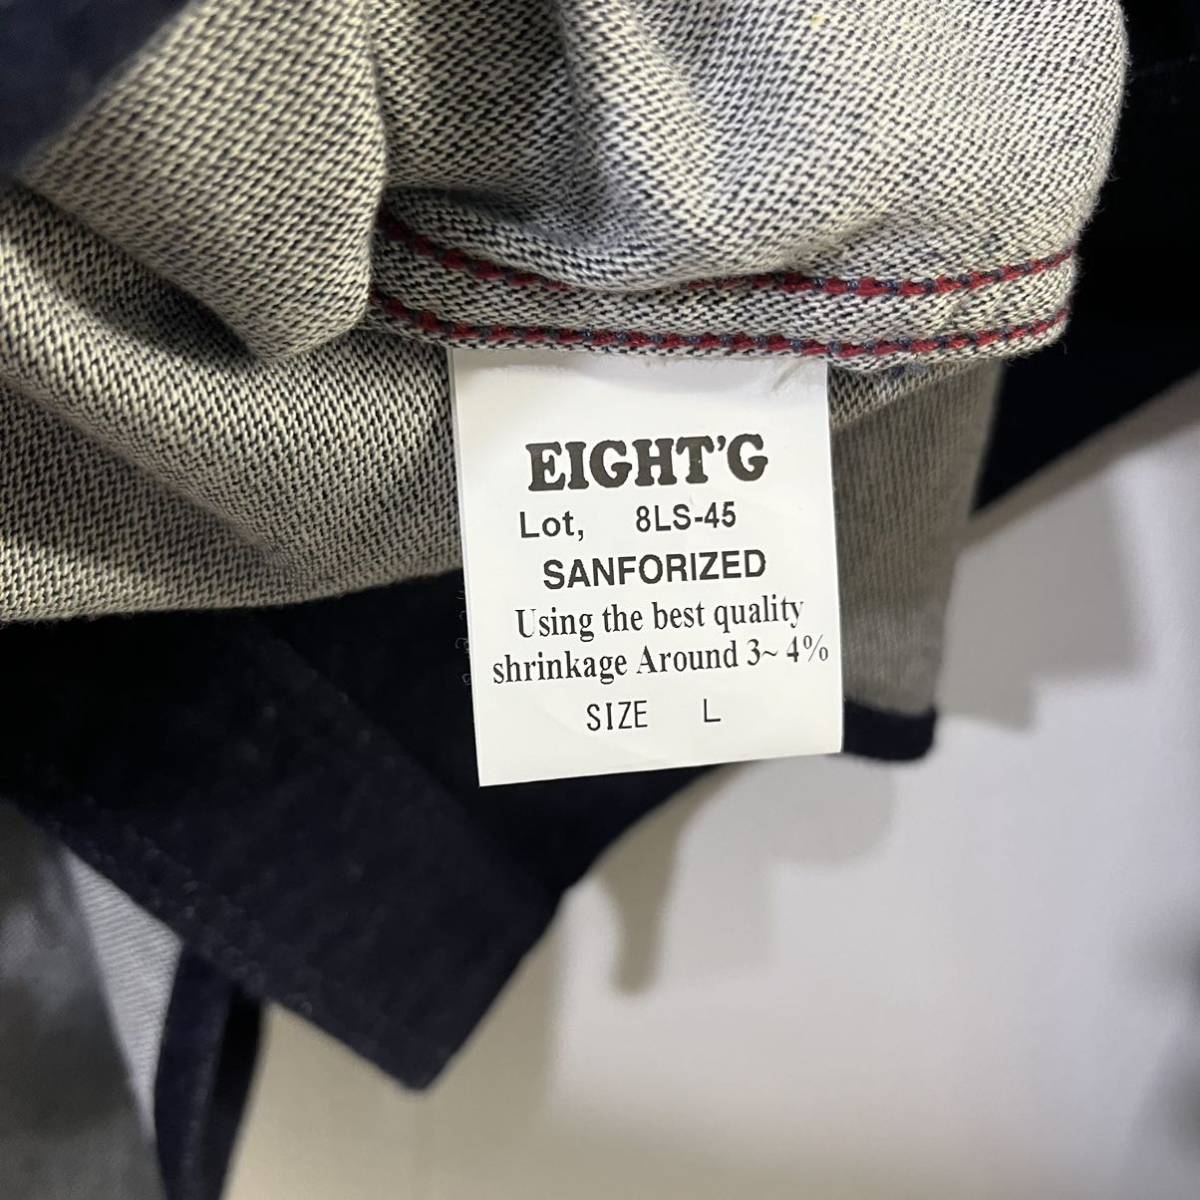 EIGHT'G
Lot, 8LS-45
SANFORIZED
Using the best quality
shrinkage Around 3~4%
SIZE L